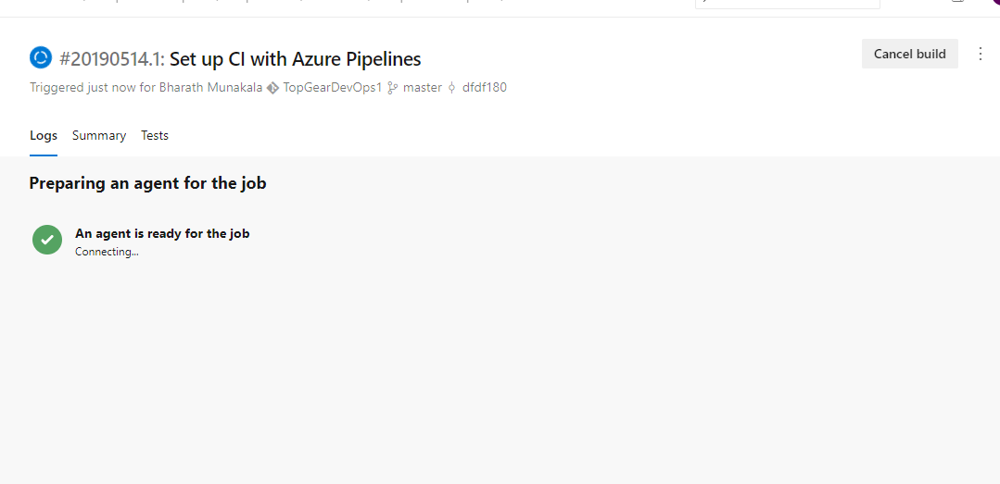 #20190514.1: Set up CI with Azure Pipelines
Cancel build
Triggered just now for Bharath Munakala TopGearDevOps1 master dfdf180
Logs Summary Tests
Preparing an agent for the job
An agent is ready for the job
Connecting...